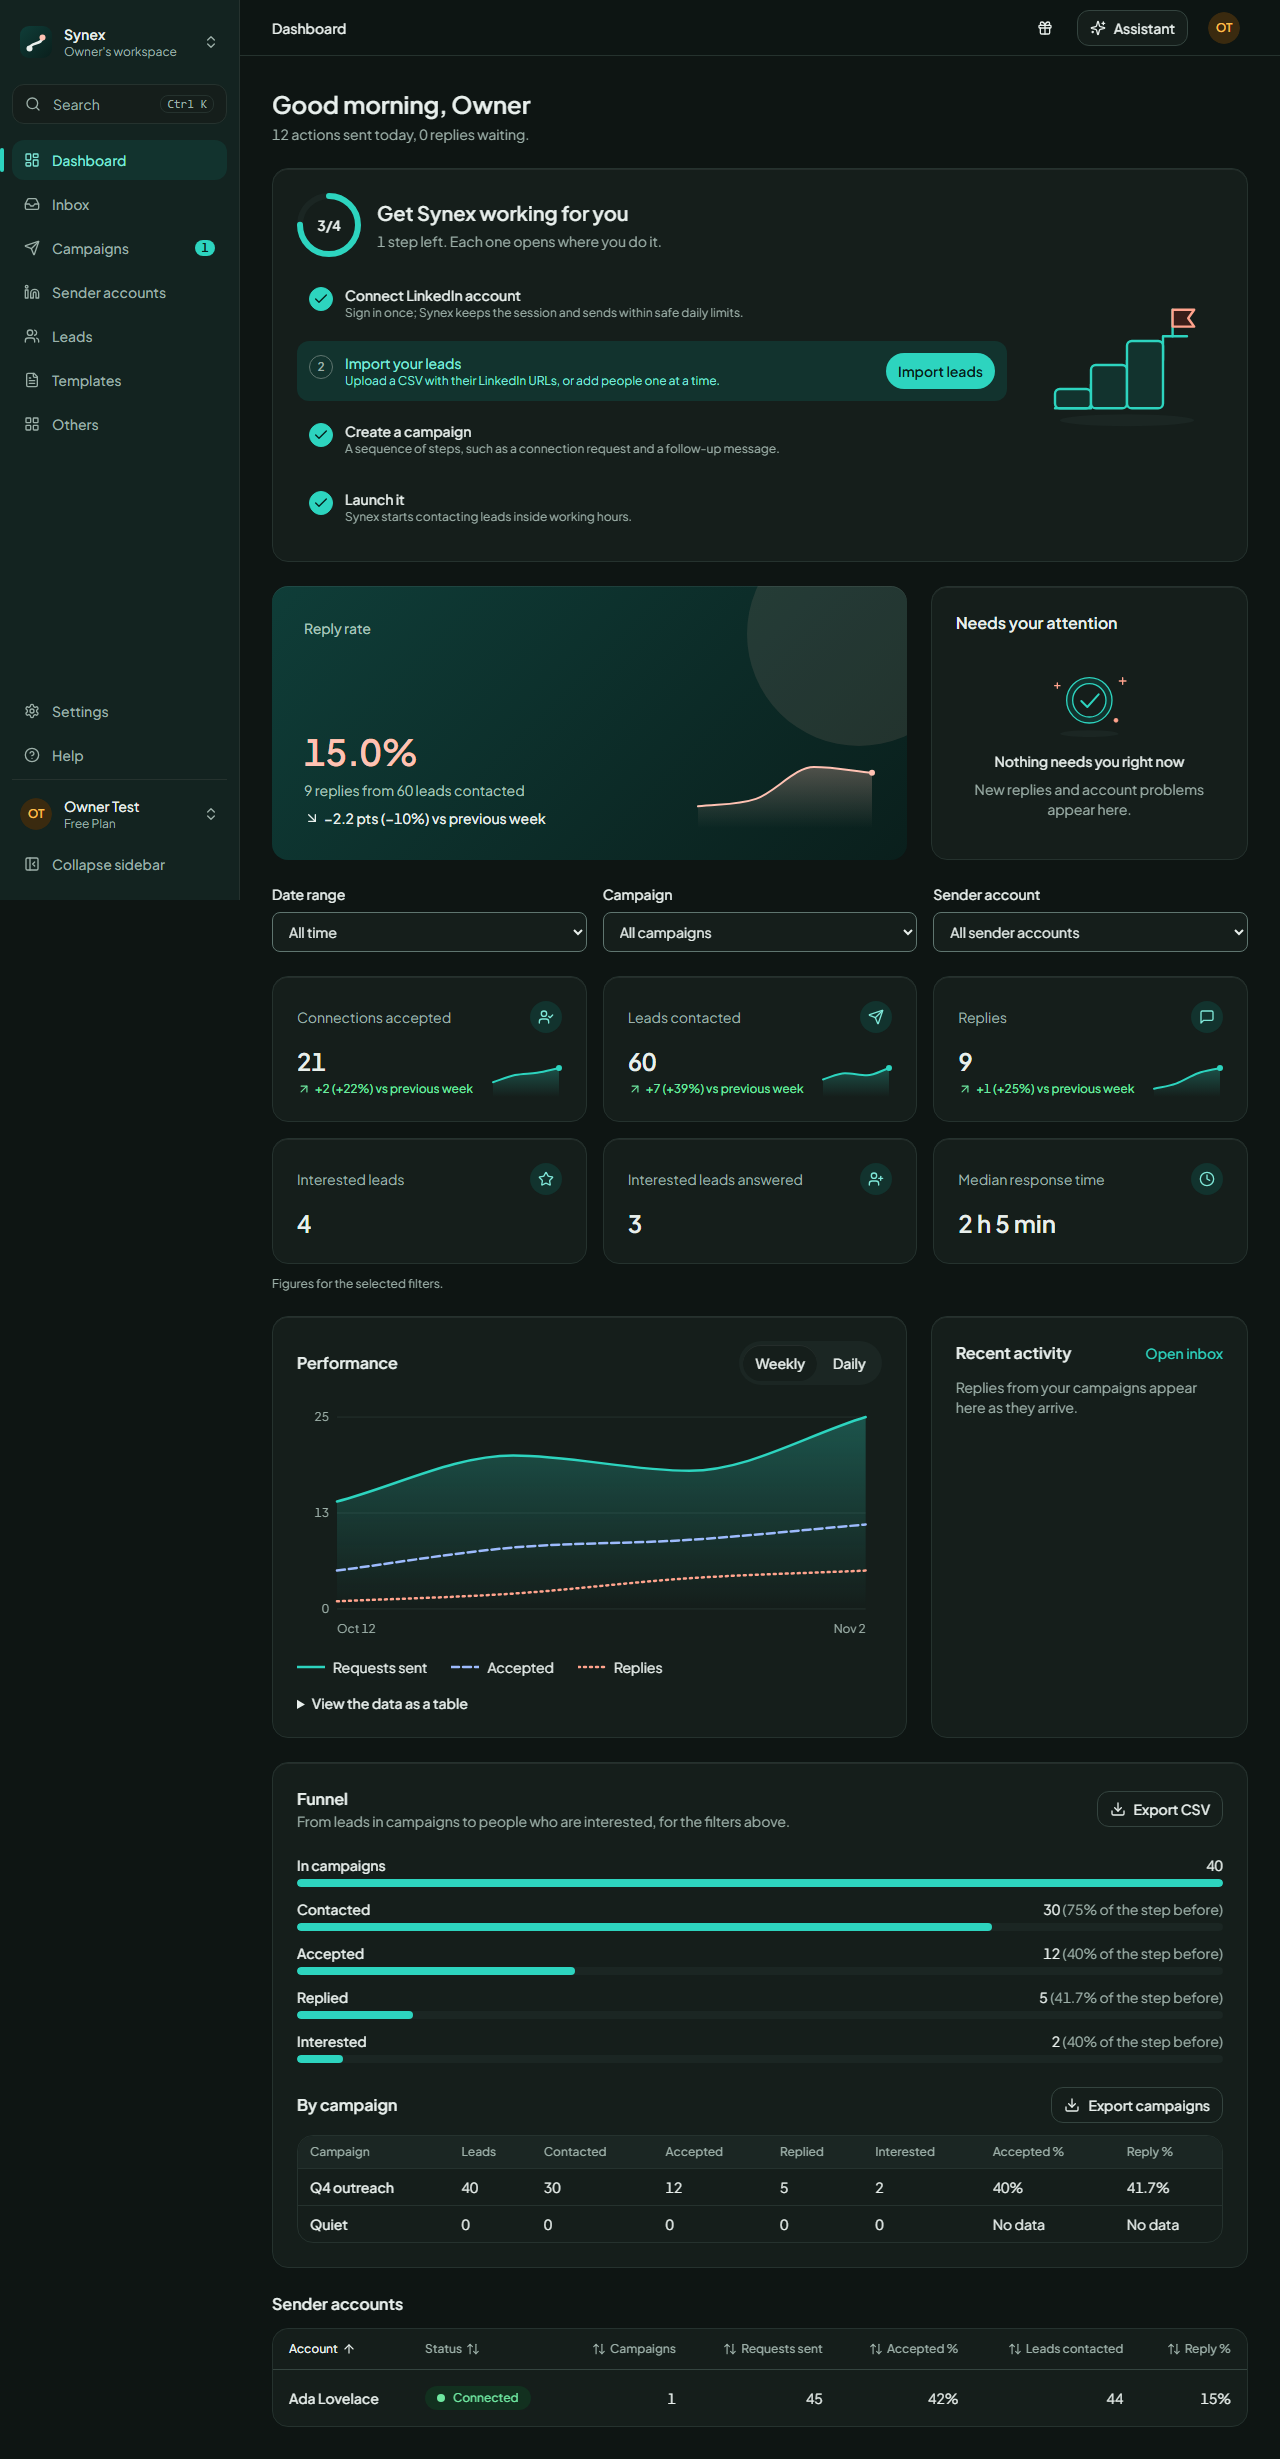 Synex
Owner's workspace
Search
Ctrl K
Dashboard
Inbox
Campaigns
1
Sender accounts
Leads
Templates
Others
Settings
Help
OT
Owner Test
Free Plan
Collapse sidebar
Dashboard
Assistant
OT
Good morning, Owner
12 actions sent today, 0 replies waiting.
3/4
Get Synex working for you
1 step left. Each one opens where you do it.
Connect LinkedIn account
Sign in once; Synex keeps the session and sends within safe daily limits.
2
Import your leads
Upload a CSV with their LinkedIn URLs, or add people one at a time.
Import leads
Create a campaign
A sequence of steps, such as a connection request and a follow-up message.
Launch it
Synex starts contacting leads inside working hours.
Reply rate
15.0%
9 replies from 60 leads contacted
−2.2 pts (−10%) vs previous week
Needs your attention
Nothing needs you right now
New replies and account problems
appear here.
Date range
All time
Campaign
All campaigns
Sender account
All sender accounts
Connections accepted
21
+2 (+22%) vs previous week
Leads contacted
60
+7 (+39%) vs previous week
Replies
9
+1 (+25%) vs previous week
Interested leads
4
Interested leads answered
3
Median response time
2 h 5 min
Figures for the selected filters.
Performance
Weekly
Daily
25
13
0
Oct 12
Nov 2
Requests sent
Accepted
Replies
View the data as a table
Recent activity
Open inbox
Replies from your campaigns appear
here as they arrive.
Funnel
From leads in campaigns to people who are interested, for the filters above.
Export CSV
In campaigns
40
Contacted
30 (75% of the step before)
Accepted
12 (40% of the step before)
Replied
5 (41.7% of the step before)
Interested
2 (40% of the step before)
By campaign
Export campaigns
Campaign Leads Contacted Accepted Replied Interested Accepted % Reply %
Q4 outreach 40 30 12 5 2 40% 41.7%
Quiet 0 0 0 0 0 No data No data
Sender accounts
Account Status Campaigns Requests sent Accepted % Leads contacted Reply %
Ada Lovelace Connected 1 45 42% 44 15%